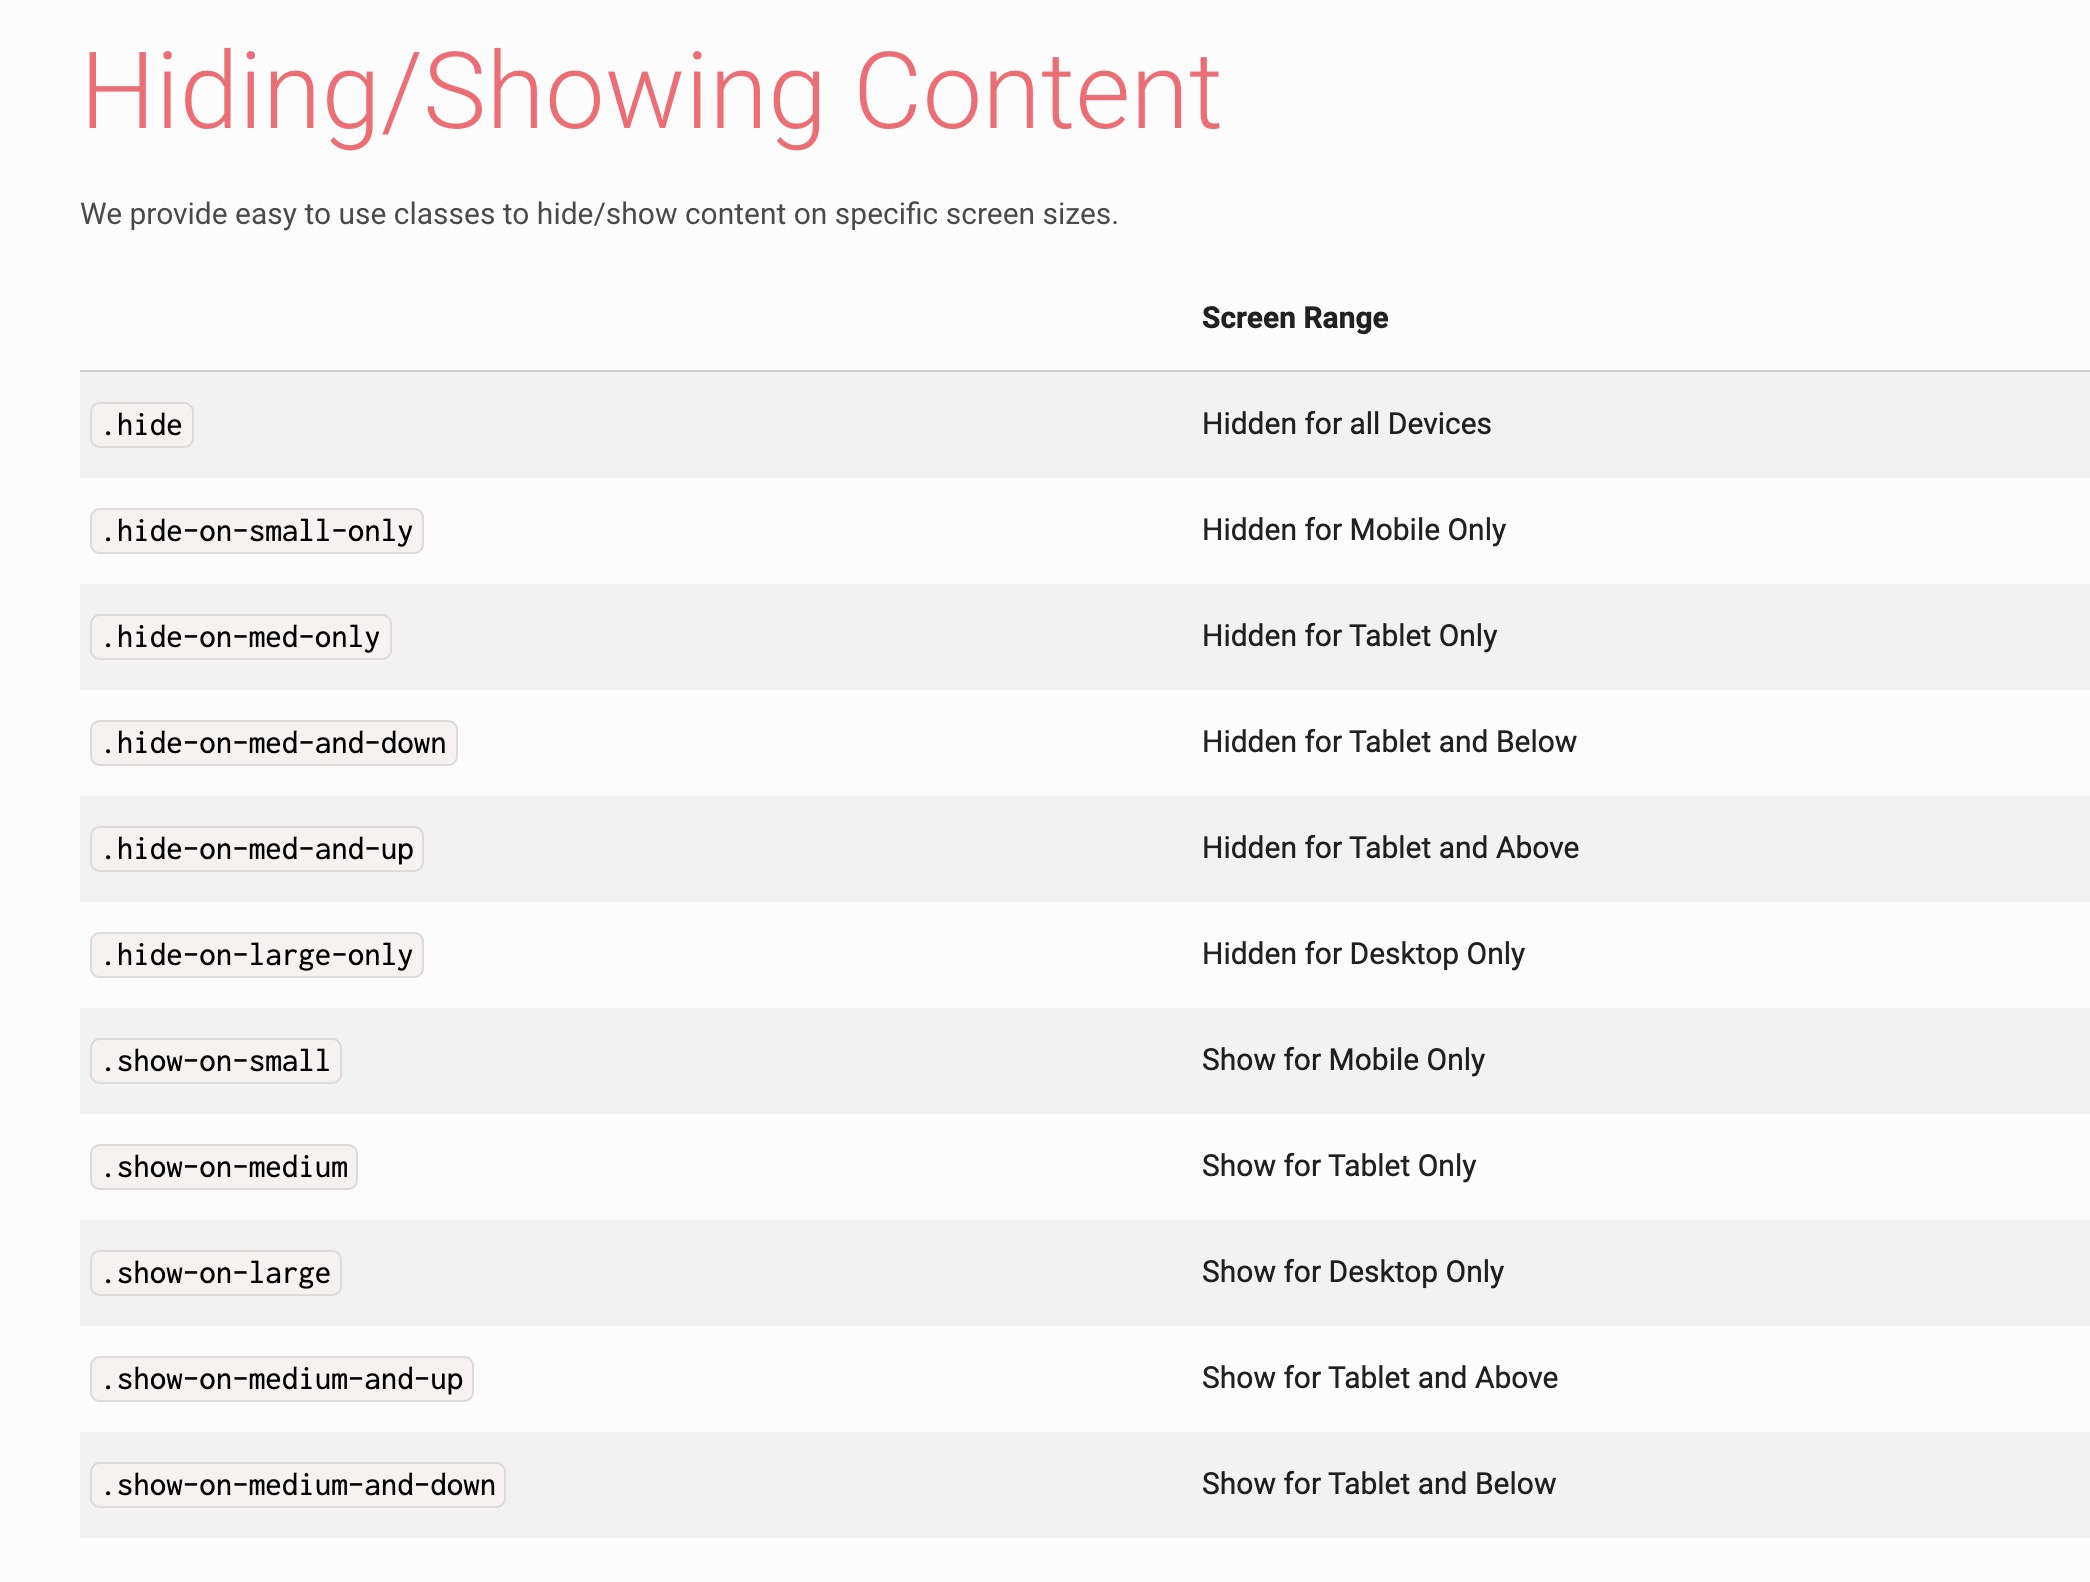 Hiding/Showing Content
We provide easy to use classes to hide/show content on specific screen sizes.
Screen Range
.hide Hidden for all Devices
.hide-on-small-only Hidden for Mobile Only
.hide-on-med-only Hidden for Tablet Only
.hide-on-med-and-down Hidden for Tablet and Below
.hide-on-med-and-up Hidden for Tablet and Above
.hide-on-large-only Hidden for Desktop Only
.show-on-small Show for Mobile Only
.show-on-medium Show for Tablet Only
.show-on-large Show for Desktop Only
.show-on-medium-and-up Show for Tablet and Above
.show-on-medium-and-down Show for Tablet and Below